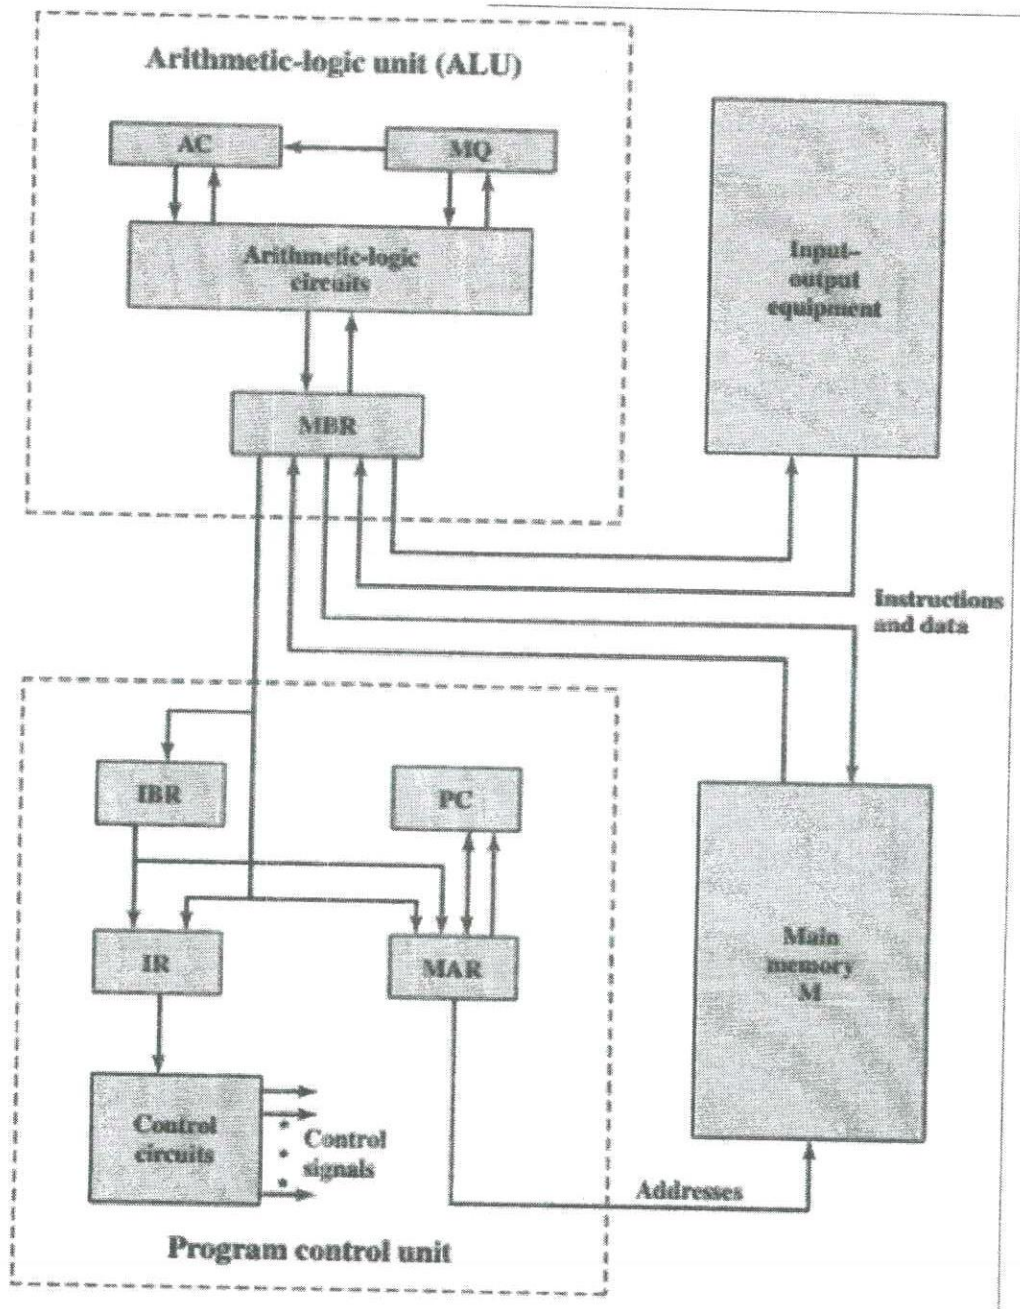 Arithmetic-logic unit (ALU)
AC
MQ
Arithmetic-logic
circuits
Input–
output
equipment
MBR
Instructions
and data
IBR
PC
IR
MAR
Main
memory
M
Control
circuits
Control
signals
Addresses
Program control unit